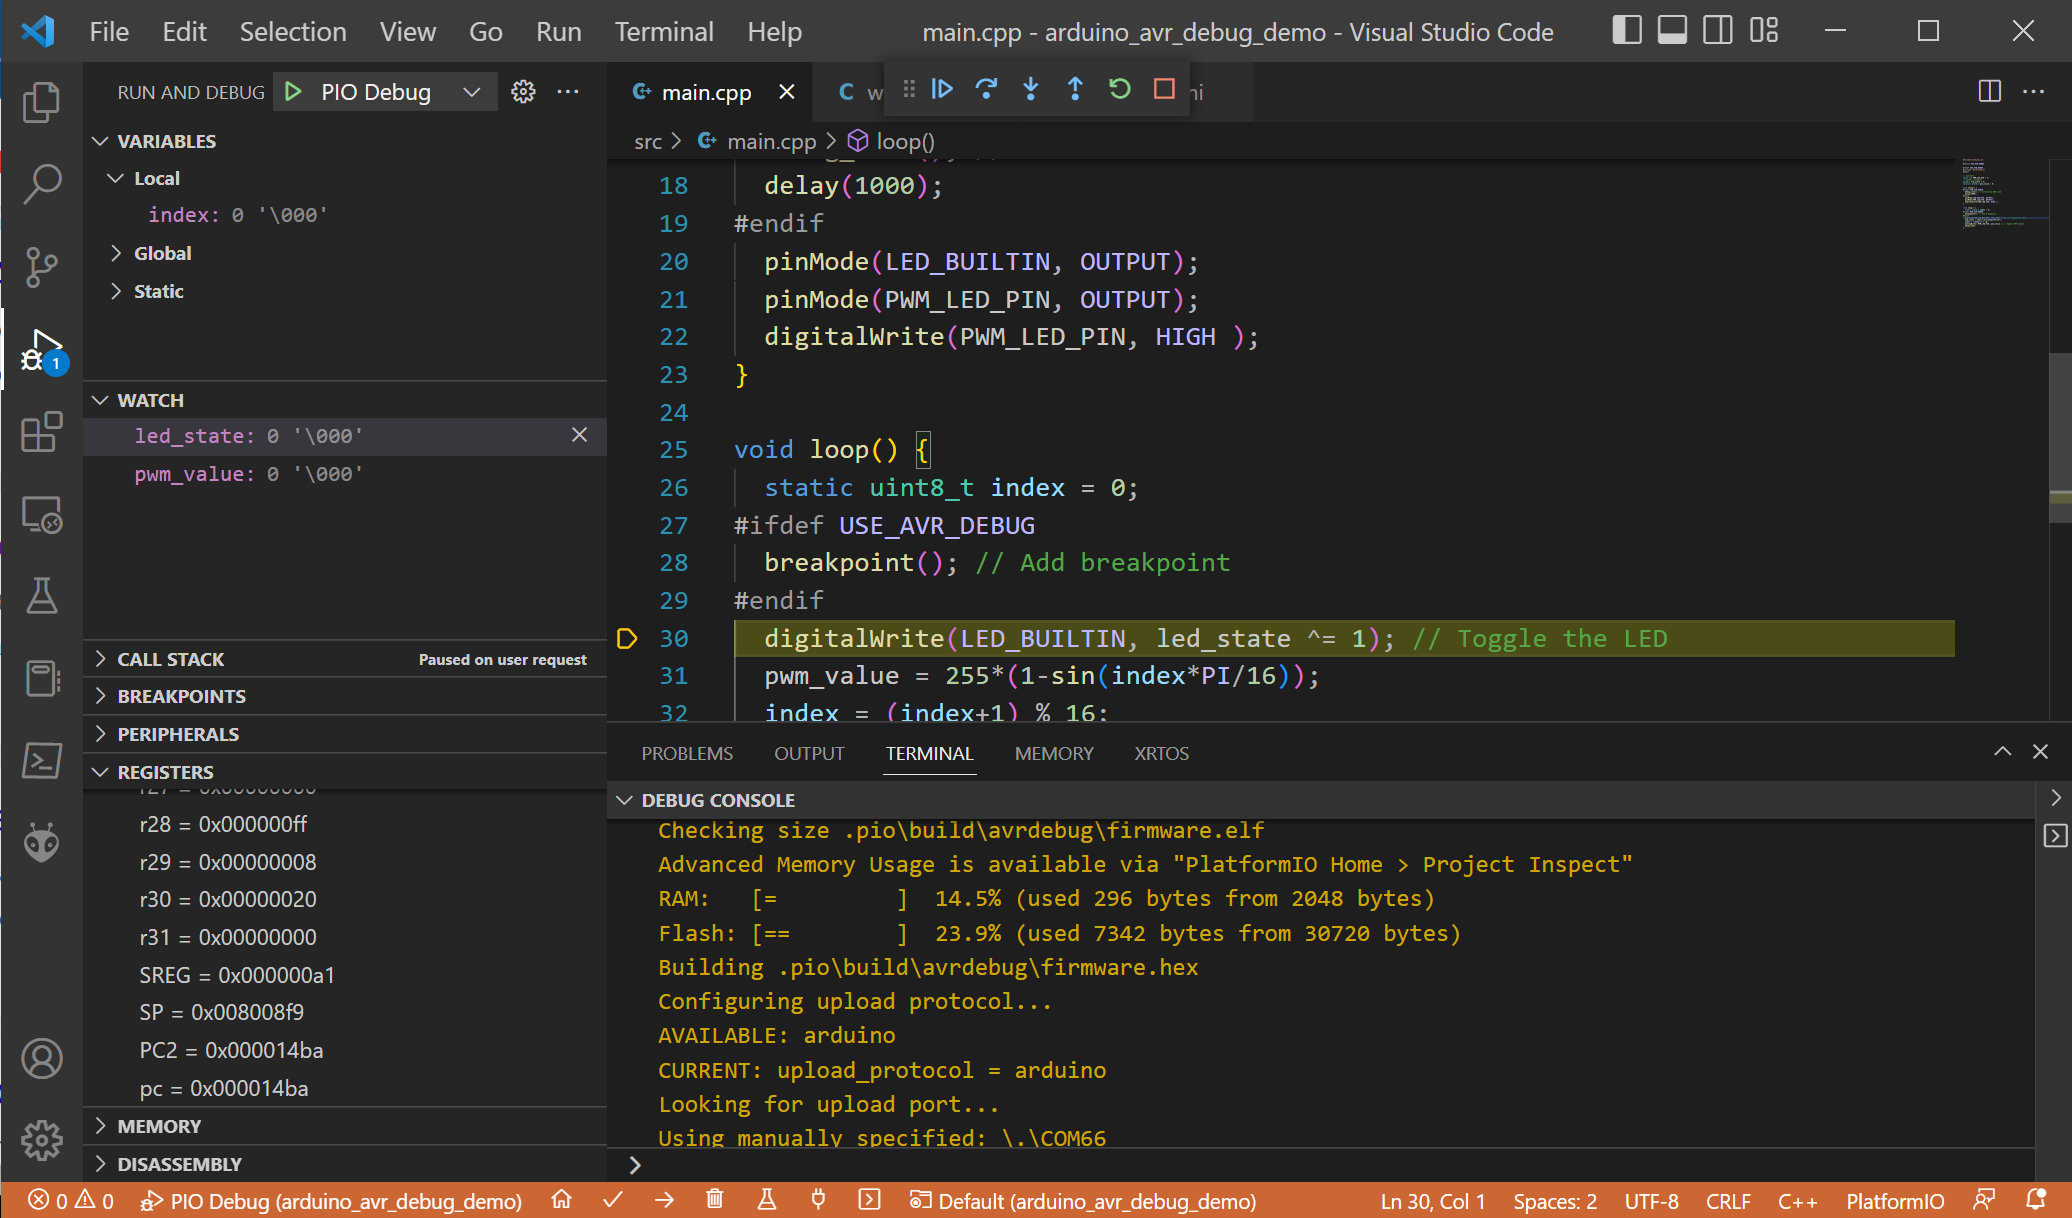 File Edit Selection View Go Run Terminal Help main.cpp - arduino_avr_debug_demo - Visual Studio Code
RUN AND DEBUG PIO Debug
main.cpp
src > main.cpp > loop()
VARIABLES
Local
index: 0 '\000'
Global
Static
WATCH
led_state: 0 '\000'
pwm_value: 0 '\000'
CALL STACK Paused on user request
BREAKPOINTS
PERIPHERALS
REGISTERS
r28 = 0x000000ff
r29 = 0x00000008
r30 = 0x00000020
r31 = 0x00000000
SREG = 0x000000a1
SP = 0x008008f9
PC2 = 0x000014ba
pc = 0x000014ba
MEMORY
DISASSEMBLY
1
18 delay(1000);
19 #endif
20 pinMode(LED_BUILTIN, OUTPUT);
21 pinMode(PWM_LED_PIN, OUTPUT);
22 digitalWrite(PWM_LED_PIN, HIGH );
23 }
24
25 void loop() {
26 static uint8_t index = 0;
27 #ifdef USE_AVR_DEBUG
28 breakpoint(); // Add breakpoint
29 #endif
30 digitalWrite(LED_BUILTIN, led_state ^= 1); // Toggle the LED
31 pwm_value = 255*(1-sin(index*PI/16));
32 index = (index+1) % 16;
PROBLEMS OUTPUT TERMINAL MEMORY XRTOS
DEBUG CONSOLE
Checking size .pio\build\avrdebug\firmware.elf
Advanced Memory Usage is available via "PlatformIO Home > Project Inspect"
RAM: [= ] 14.5% (used 296 bytes from 2048 bytes)
Flash: [== ] 23.9% (used 7342 bytes from 30720 bytes)
Building .pio\build\avrdebug\firmware.hex
Configuring upload protocol...
AVAILABLE: arduino
CURRENT: upload_protocol = arduino
Looking for upload port...
Using manually specified: \.\COM66
0 0 PIO Debug (arduino_avr_debug_demo) Default (arduino_avr_debug_demo) Ln 30, Col 1 Spaces: 2 UTF-8 CRLF C++ PlatformIO